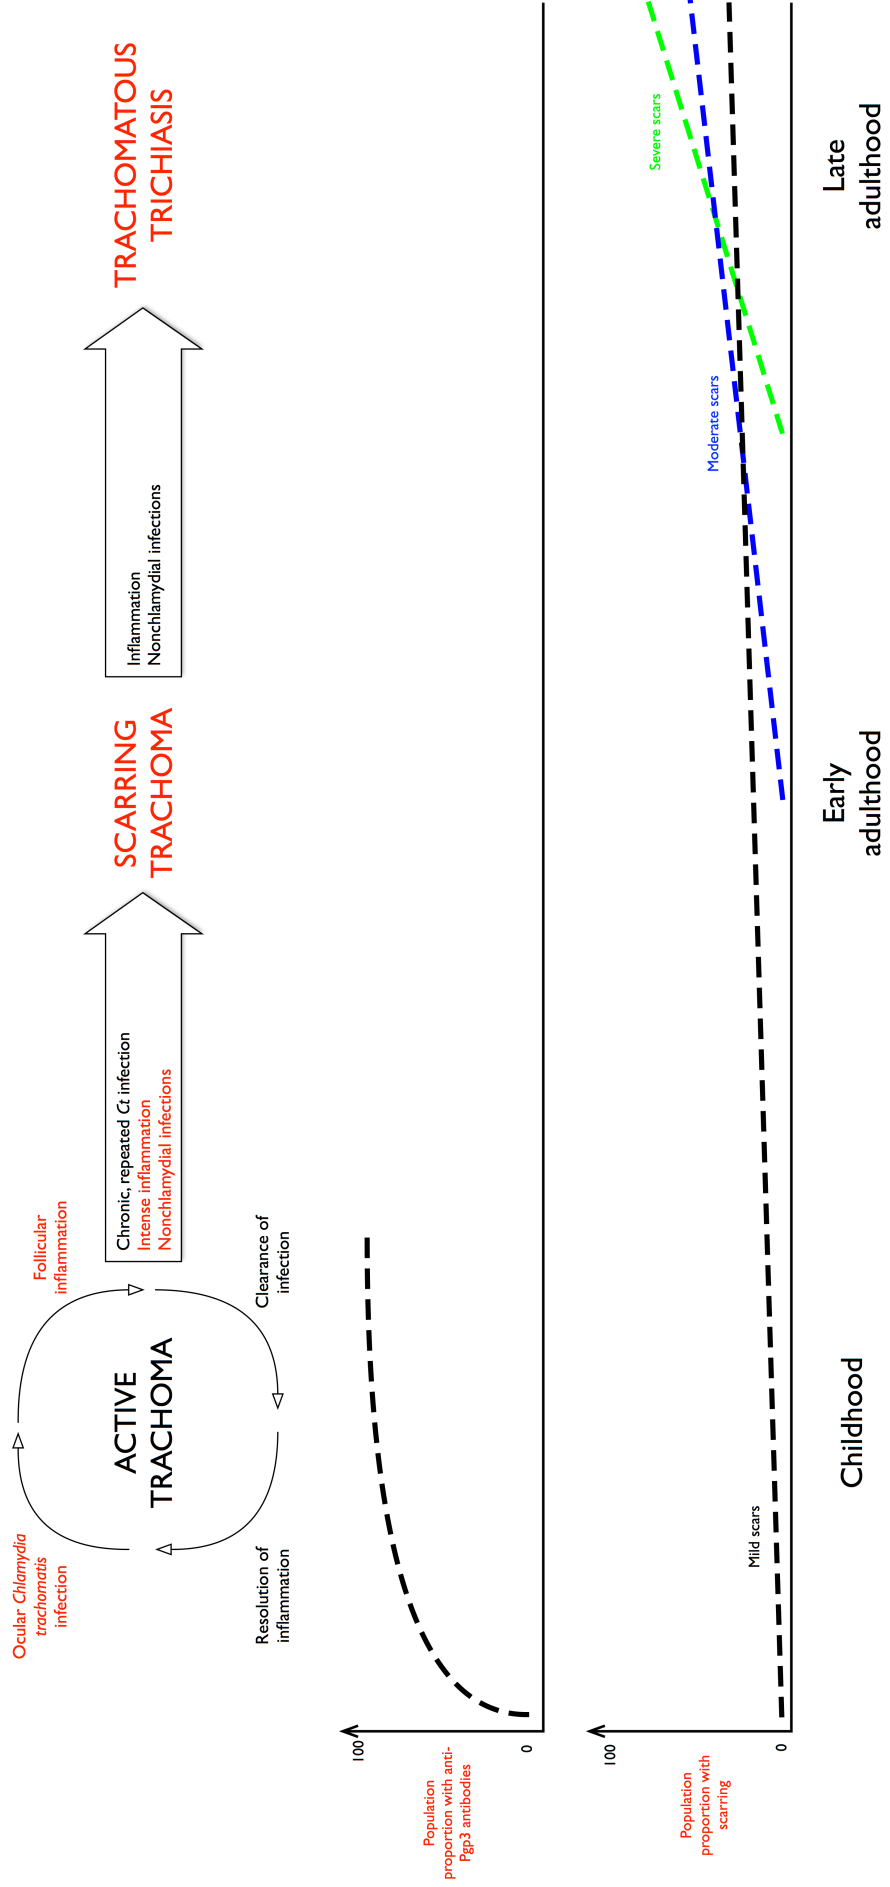 Ocular Chlamydia
trachomatis
infection
Follicular
inflammation
ACTIVE
TRACHOMA
Resolution of
inflammation
Clearance of
infection
Chronic, repeated Ct infection
Intense inflammation
Nonchlamydial infections
SCARRING
TRACHOMA
Inflammation
Nonchlamydial infections
TRACHOMATOUS
TRICHIASIS
Population
proportion with anti-
Pgp3 antibodies
100
0
Population
proportion with
scarring
100
0
Mild scars
Moderate scars
Severe scars
Childhood
Early
adulthood
Late
adulthood